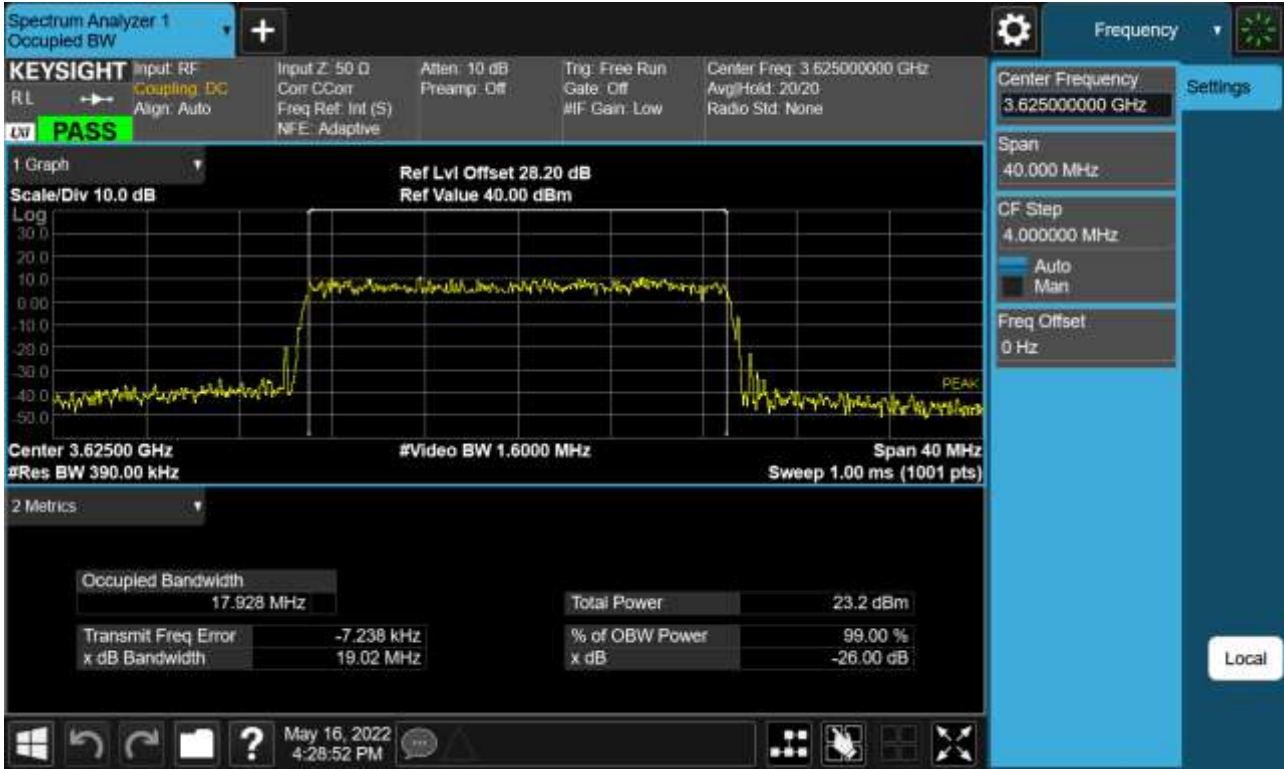 Spectrum Analyzer 1
Occupied BW
+
Frequency
KEYSIGHT
RL
LXI
PASS
Input: RF
Coupling: DC
Align: Auto
Input Z: 50 Ω
Corr CCorr
Freq Ref: Int (S)
NFE: Adaptive
Atten: 10 dB
Preamp: Off
Trig: Free Run
Gate: Off
#IF Gain: Low
Center Freq: 3.625000000 GHz
Avg|Hold: 20/20
Radio Std: None
Center Frequency
3.625000000 GHz
Settings
Span
40.000 MHz
CF Step
4.000000 MHz
Auto
Man
Freq Offset
0 Hz
Local
1 Graph
Scale/Div 10.0 dB
Ref Lvl Offset 28.20 dB
Ref Value 40.00 dBm
Log
30.0
20.0
10.0
0.00
-10.0
-20.0
-30.0
-40.0
-50.0
PEAK
Center 3.62500 GHz
#Video BW 1.6000 MHz
Span 40 MHz
#Res BW 390.00 kHz
Sweep 1.00 ms (1001 pts)
2 Metrics
Occupied Bandwidth
17.928 MHz
Total Power 23.2 dBm
Transmit Freq Error -7.238 kHz
% of OBW Power 99.00 %
x dB Bandwidth 19.02 MHz
x dB -26.00 dB
?
May 16, 2022
4:28:52 PM